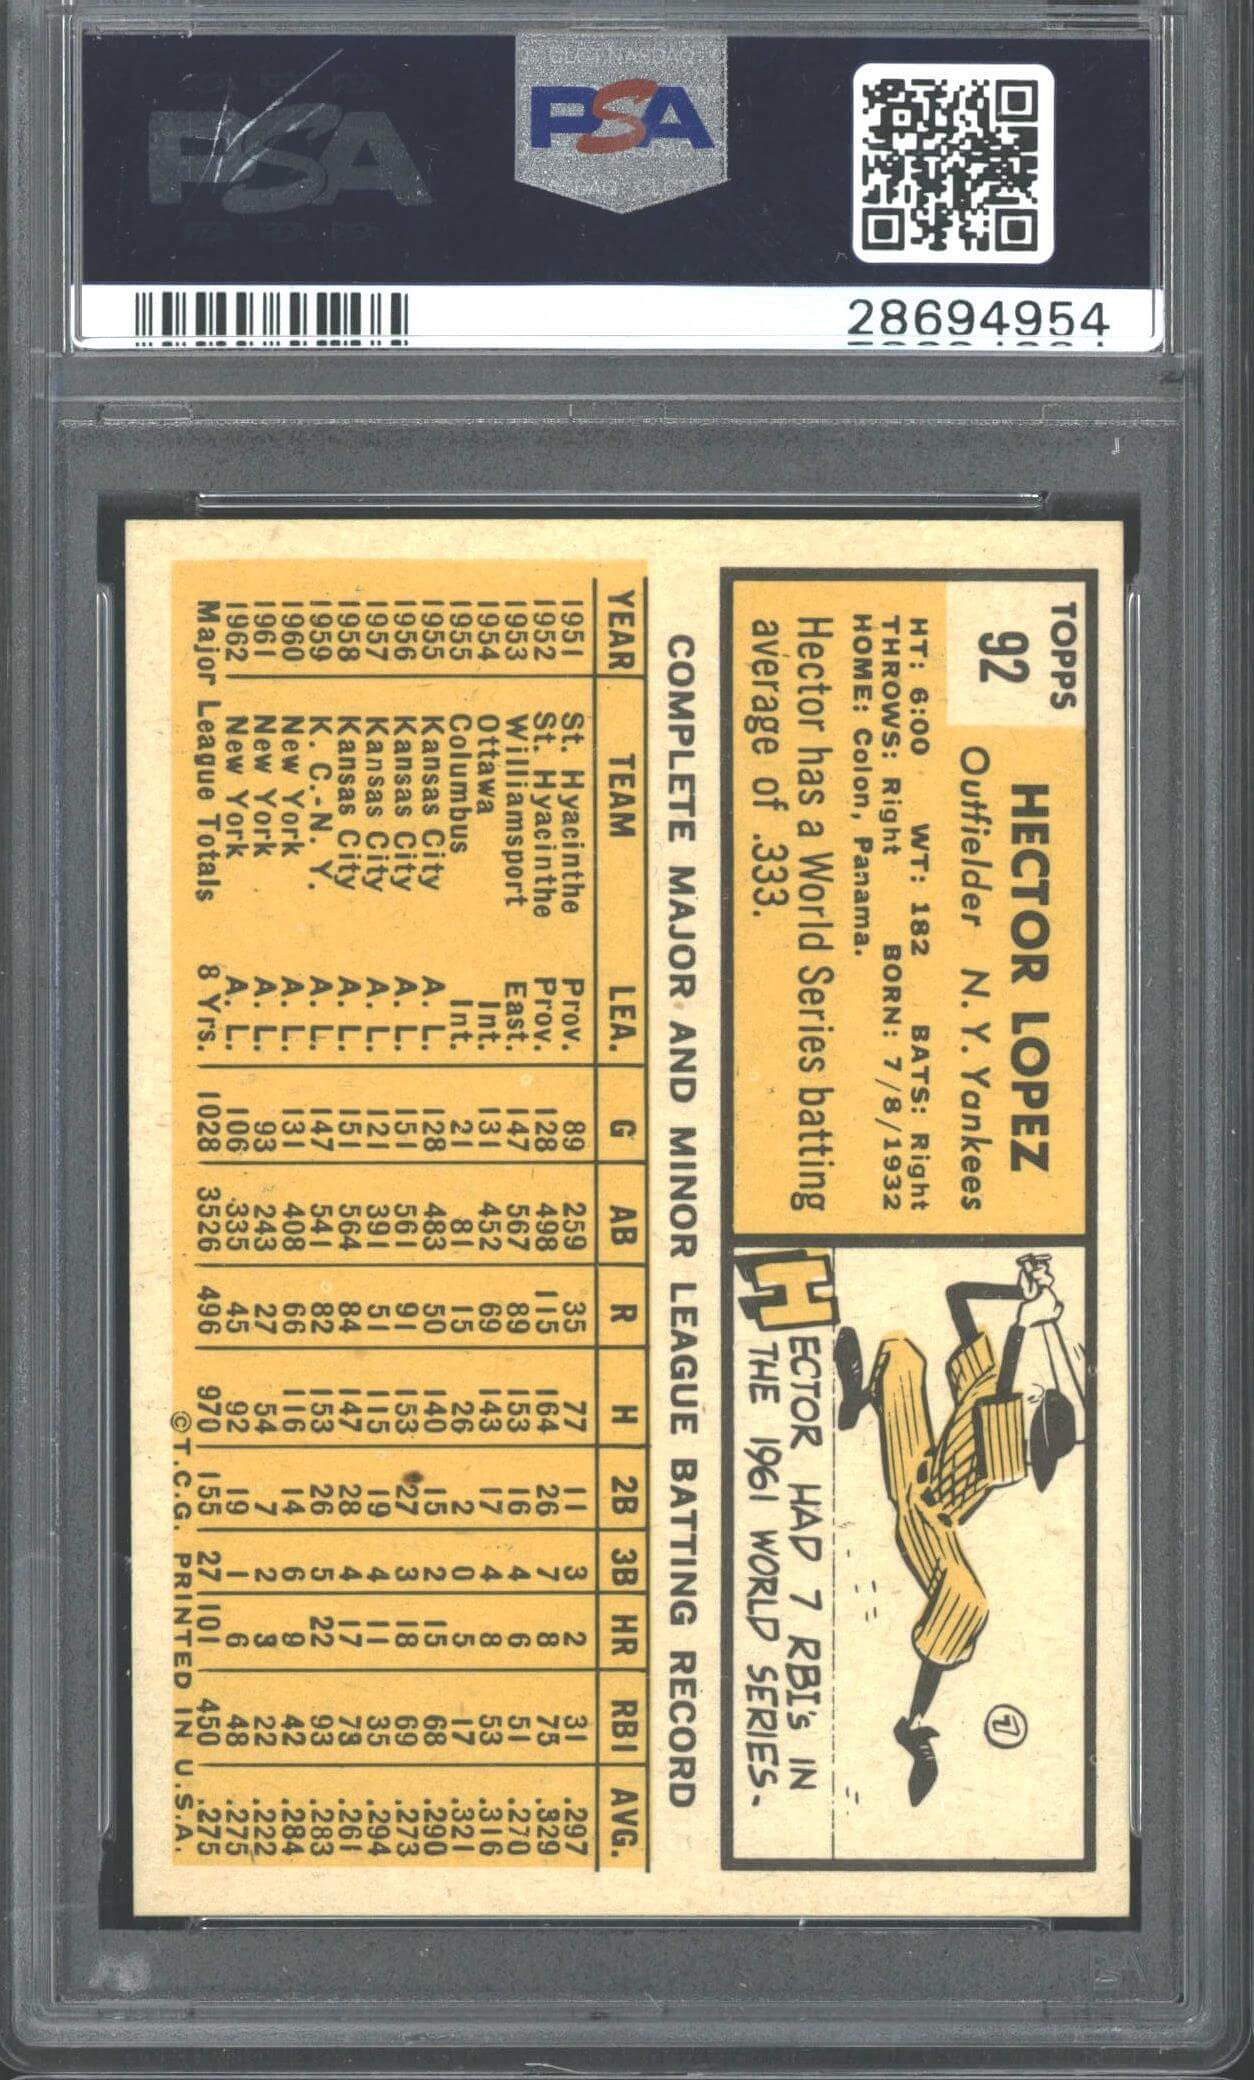 PSA
PSA
28694954
TOPPS
92
HECTOR LOPEZ
Outfielder N. Y. Yankees
HT: 6:00 WT: 182 BATS: Right
THROWS: Right BORN: 7/8/1932
HOME: Colon, Panama.
Hector has a World Series batting
average of .333.
7
HECTOR HAD 7 RBI's IN
THE 1961 WORLD SERIES.
COMPLETE MAJOR AND MINOR LEAGUE BATTING RECORD
YEAR TEAM LEA. G AB R H 2B 3B HR RBI AVG.
1951 St. Hyacinthe Prov. 89 259 35 77 11 3 2 31 .297
1952 St. Hyacinthe Prov. 128 498 115 164 26 7 8 75 .329
1953 Williamsport East. 147 567 89 153 16 4 6 51 .270
1954 Ottawa Int. 131 452 69 143 17 4 8 53 .316
1955 Columbus Int. 21 81 15 26 2 0 5 17 .321
1955 Kansas City A. L. 128 483 50 140 15 2 15 68 .290
1956 Kansas City A. L. 151 561 91 153 27 3 18 69 .273
1957 Kansas City A. L. 121 391 51 115 19 4 11 35 .294
1958 Kansas City A. L. 151 564 84 147 28 4 17 73 .261
1959 K. C.-N. Y. A. L. 147 541 82 153 26 5 22 93 .283
1960 New York A. L. 131 408 66 116 14 6 9 42 .284
1961 New York A. L. 93 243 27 54 7 2 3 22 .222
1962 New York A. L. 106 335 45 92 19 1 6 48 .275
Major League Totals 8 Yrs. 1028 3526 496 970 155 27 101 450 .275
©T.C.G. PRINTED IN U.S.A.